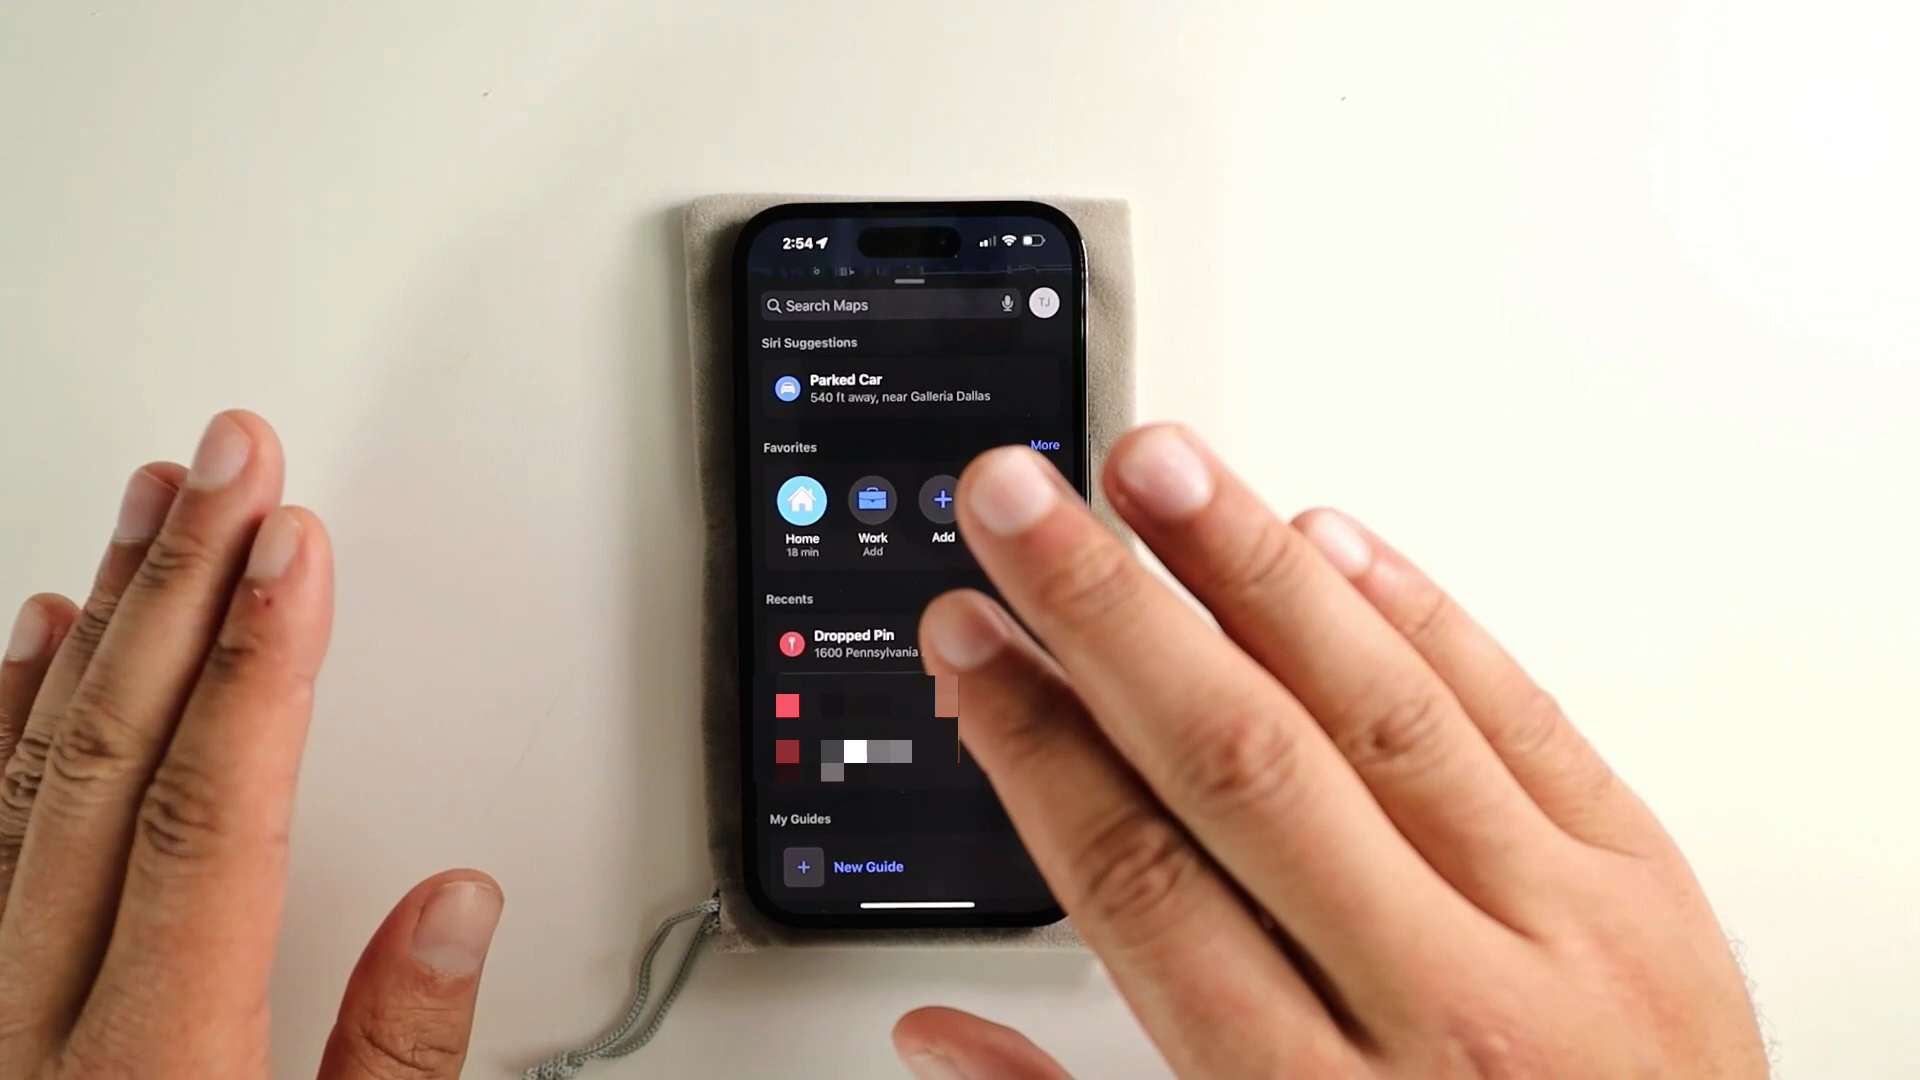 2:54
Search Maps
TJ
Siri Suggestions
Parked Car
540 ft away, near Galleria Dallas
Favorites
More
Home
18 min
Work
Add
Add
Recents
Dropped Pin
1600 Pennsylvania
My Guides
New Guide